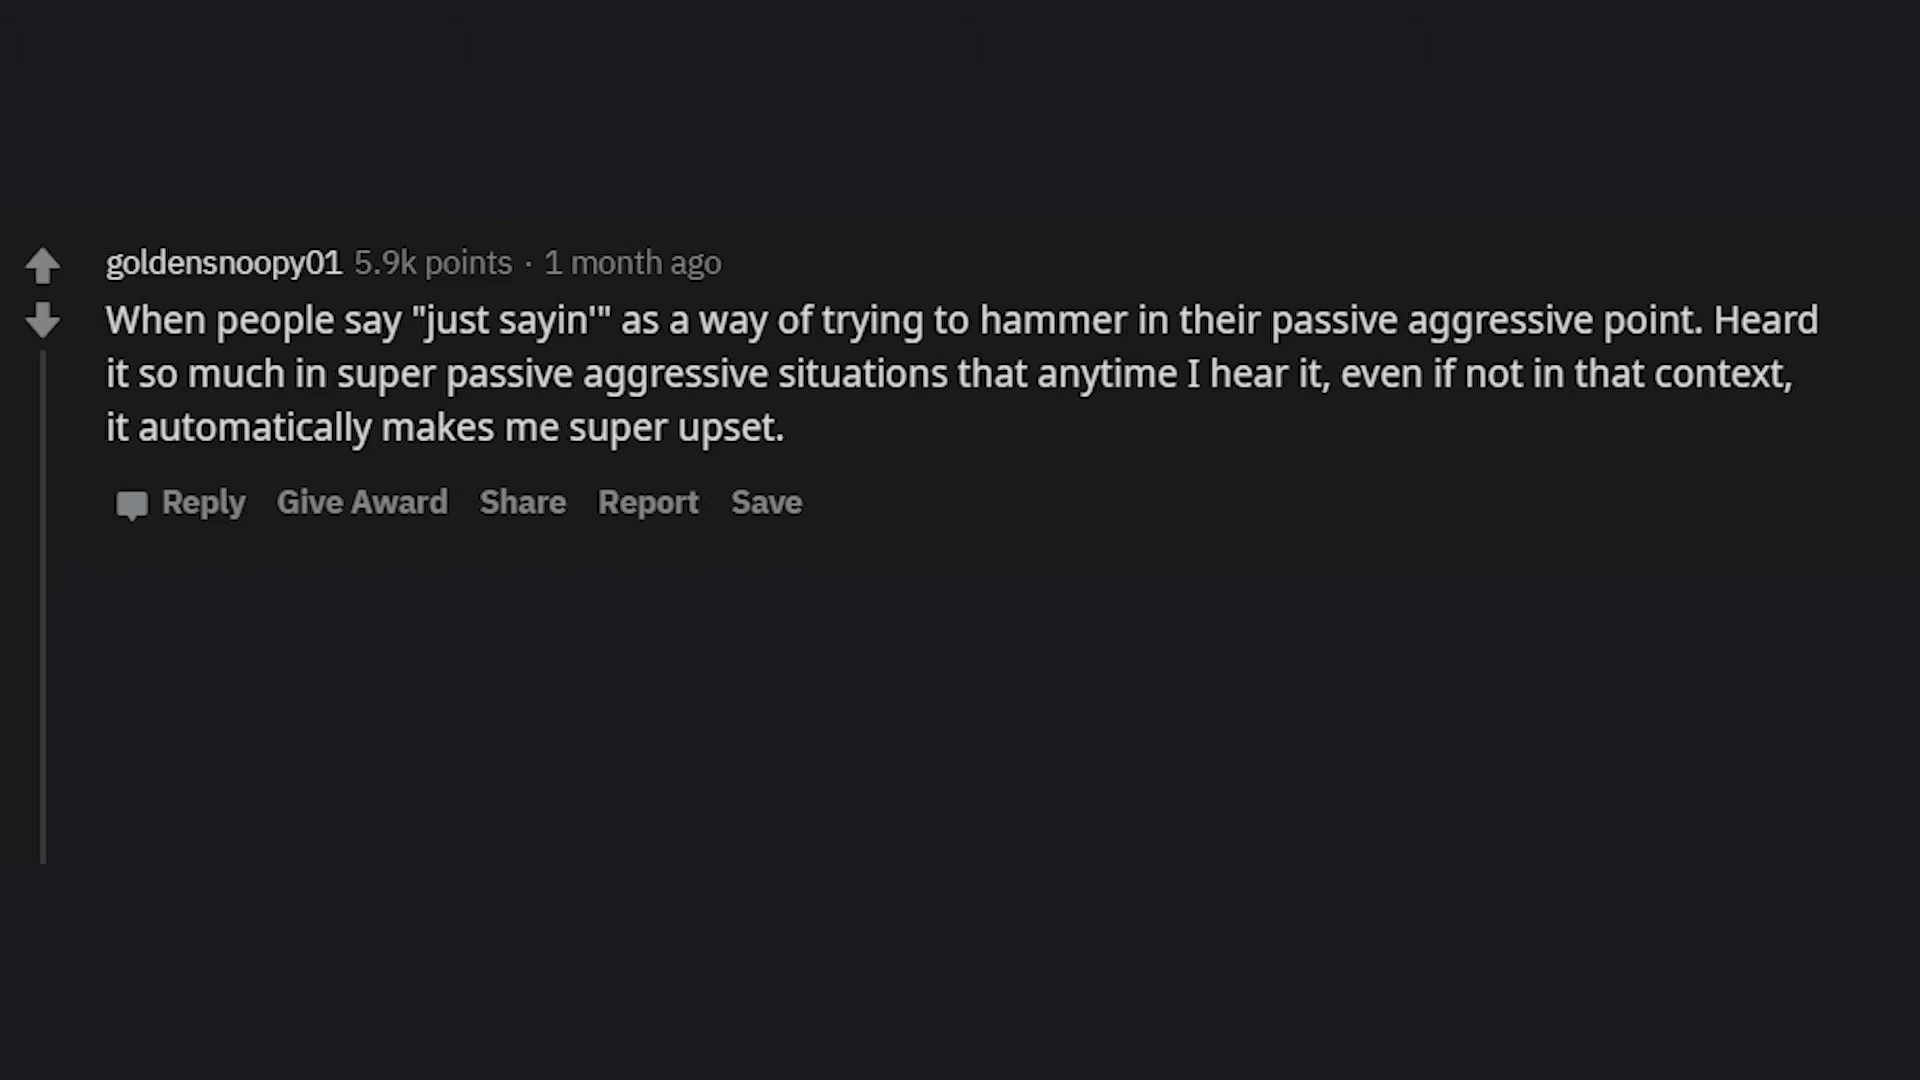 goldensnoopy01 5.9k points · 1 month ago
When people say "just sayin'" as a way of trying to hammer in their passive aggressive point. Heard
it so much in super passive aggressive situations that anytime I hear it, even if not in that context,
it automatically makes me super upset.
Reply Give Award Share Report Save